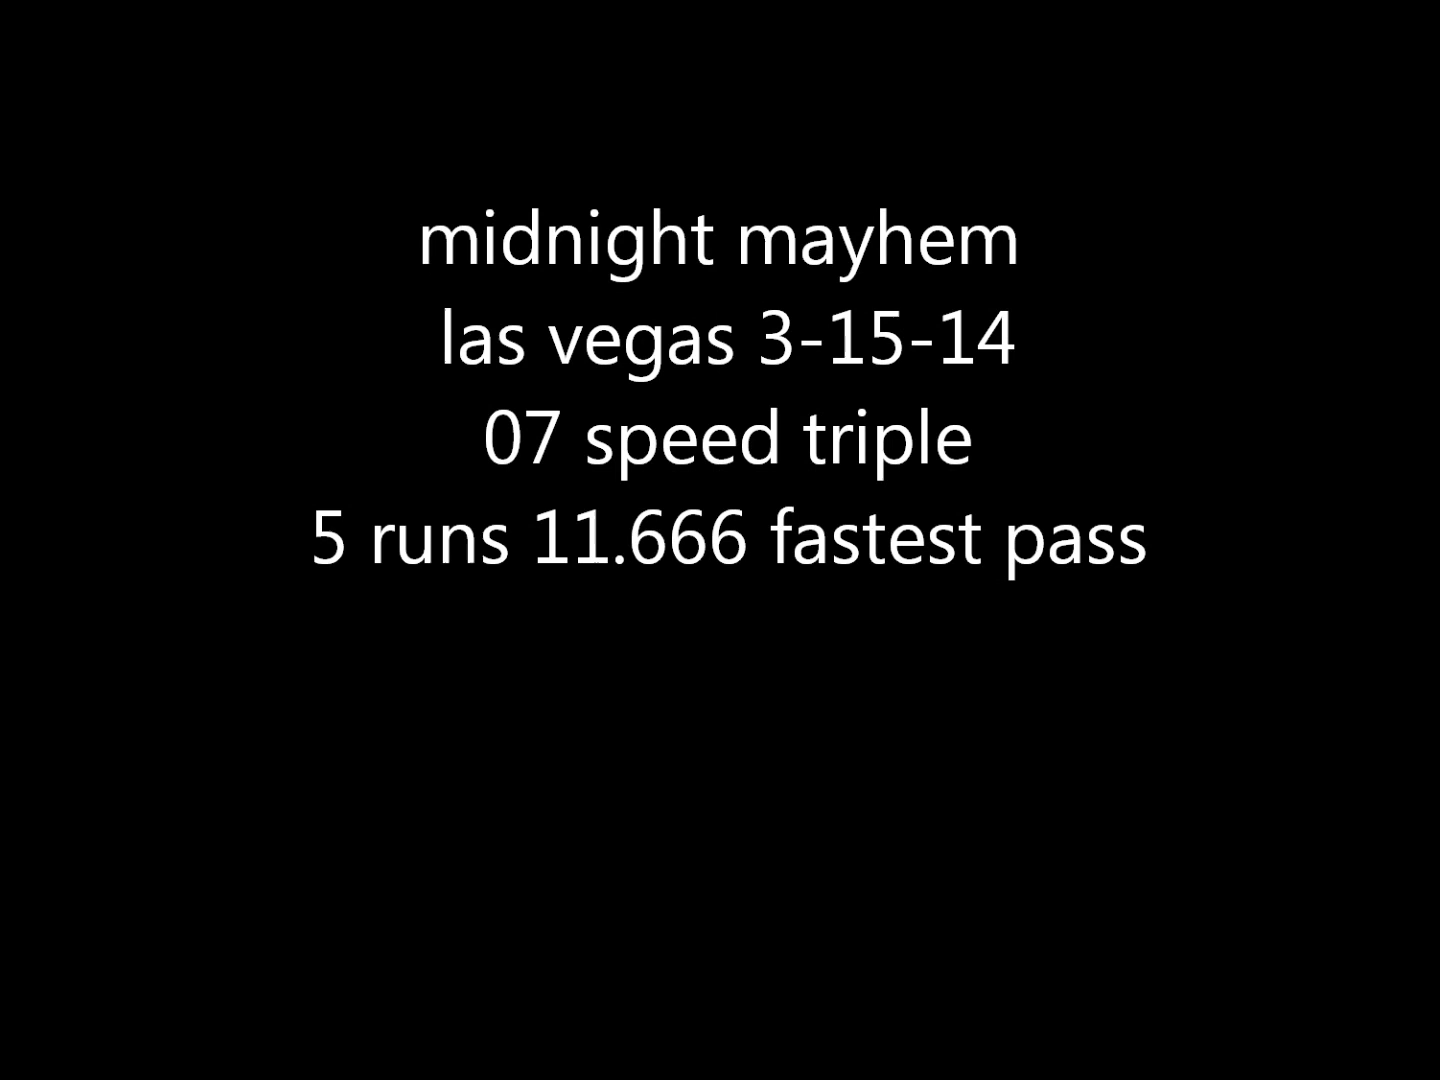 midnight mayhem
las vegas 3-15-14
07 speed triple
5 runs 11.666 fastest pass